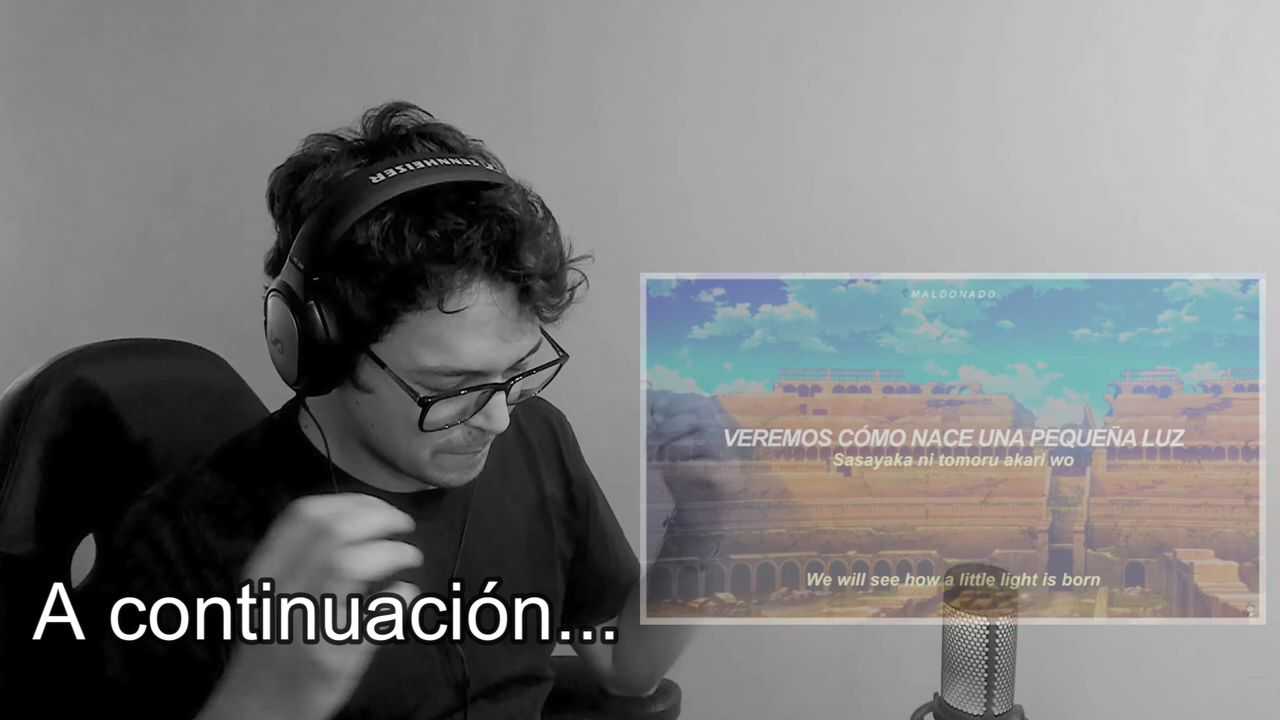 SENNHEISER
MALDONADO
VEREMOS CÓMO NACE UNA PEQUEÑA LUZ
Sasayaka ni tomoru akari wo
We will see how a little light is born
A continuación...